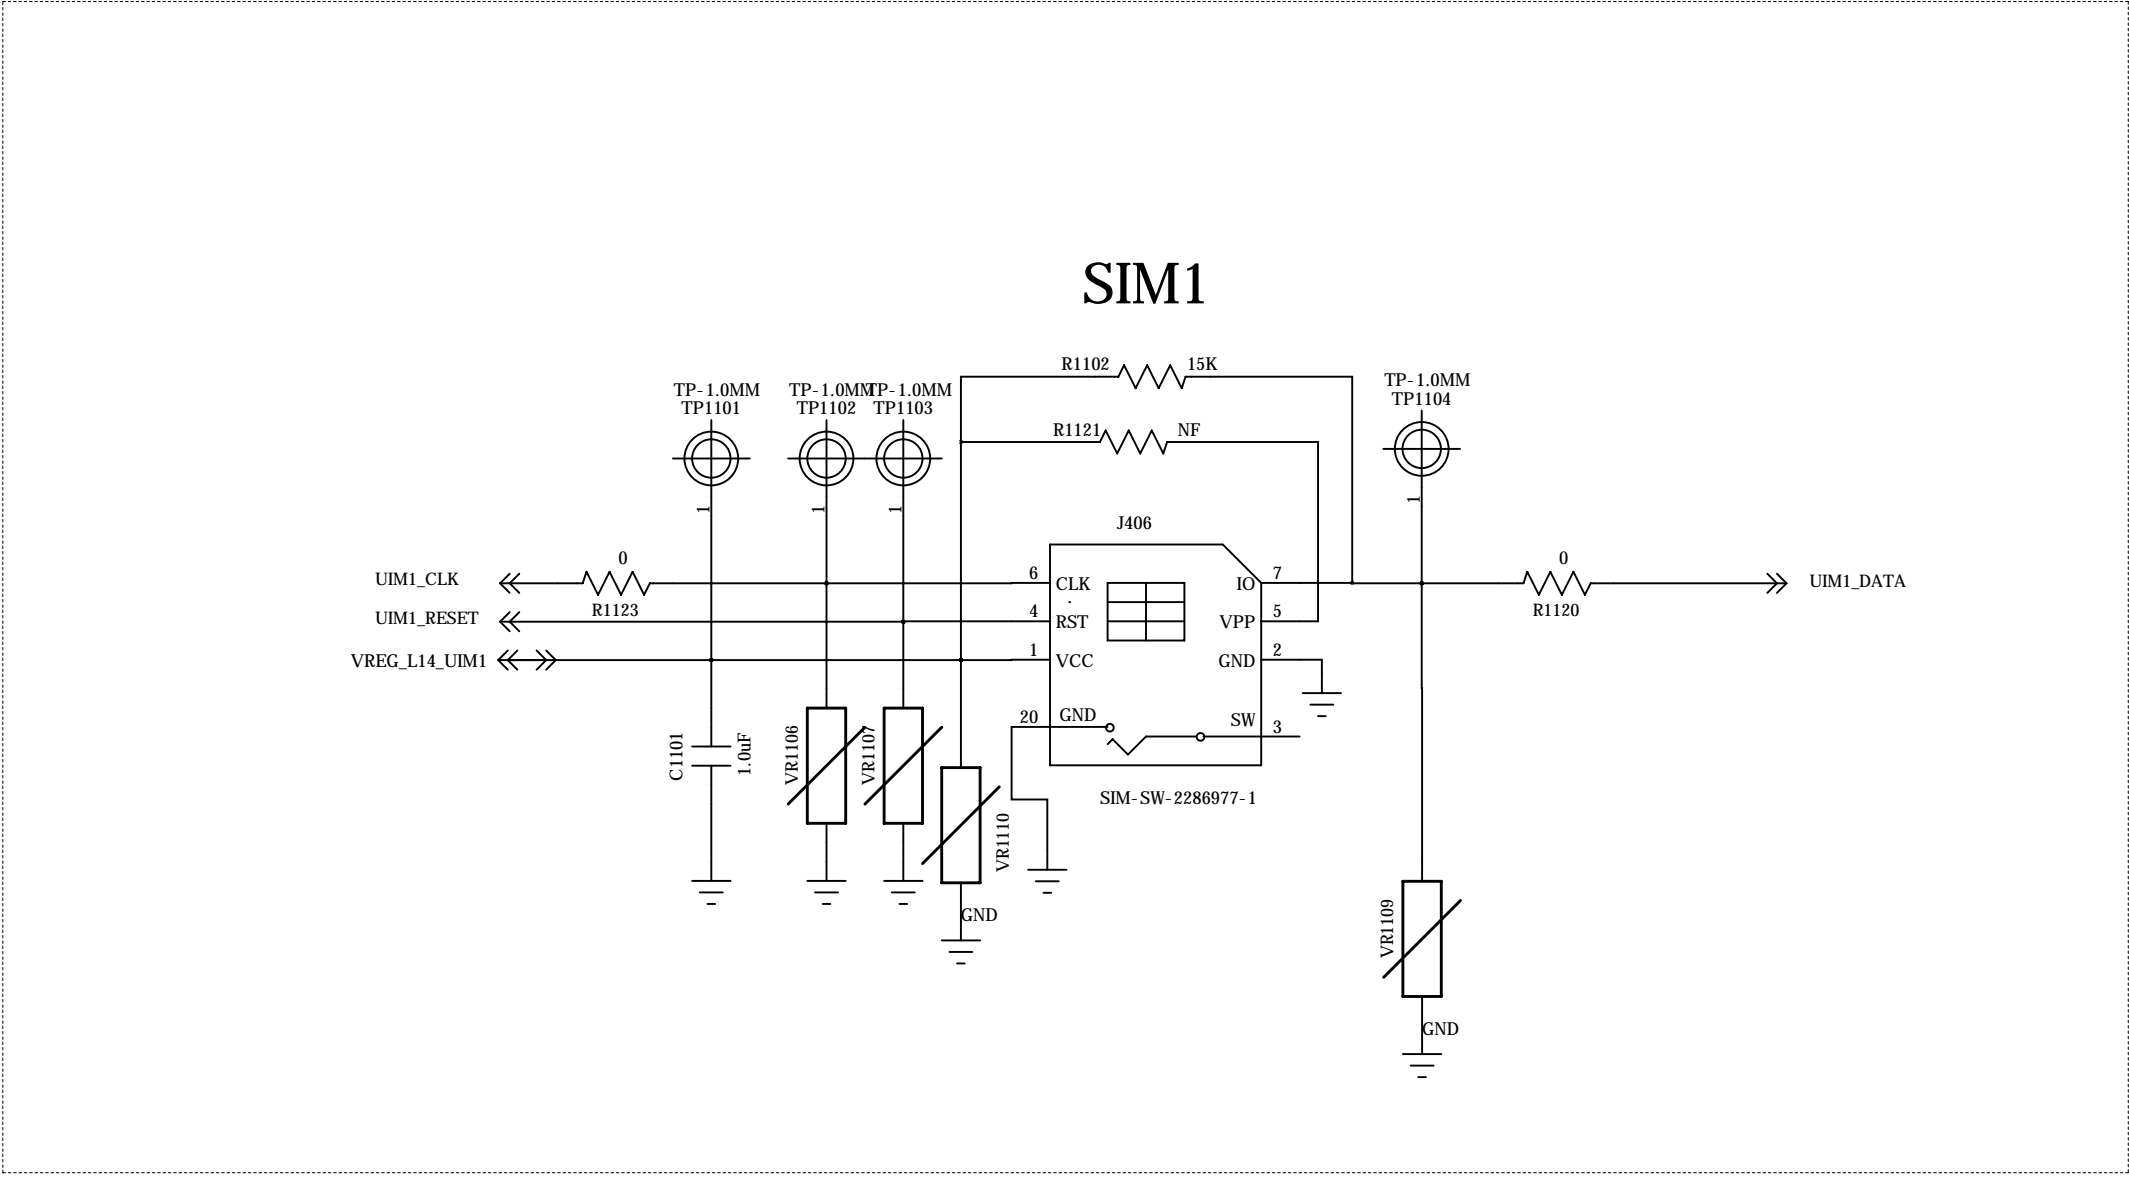 SIM1
R1102 15K
TP-1.0MM
TP1101
TP-1.0MM
TP1102
TP-1.0MM
TP1103
TP-1.0MM
TP1104
R1121 NF
1
1
1
1
J406
UIM1_CLK
0
R1123
6 CLK
IO 7
0
R1120
UIM1_DATA
UIM1_RESET
4 RST
VPP 5
VREG_L14_UIM1
1 VCC
GND 2
20 GND
SW 3
C1101
1.0uF
VR1106
VR1107
VR1110
SIM-SW-2286977-1
GND
VR1109
GND